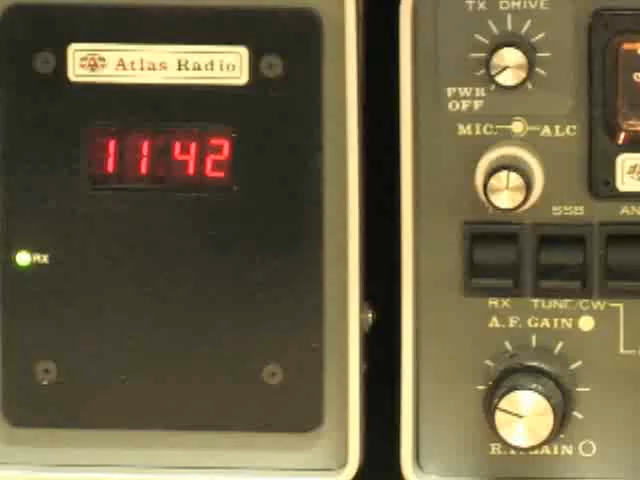 Atlas Radio
11 42
RX
TX DRIVE
PWR
OFF
MIC. ALC
SSB
RX TUNE/CW
A.F. GAIN
R.F. GAIN